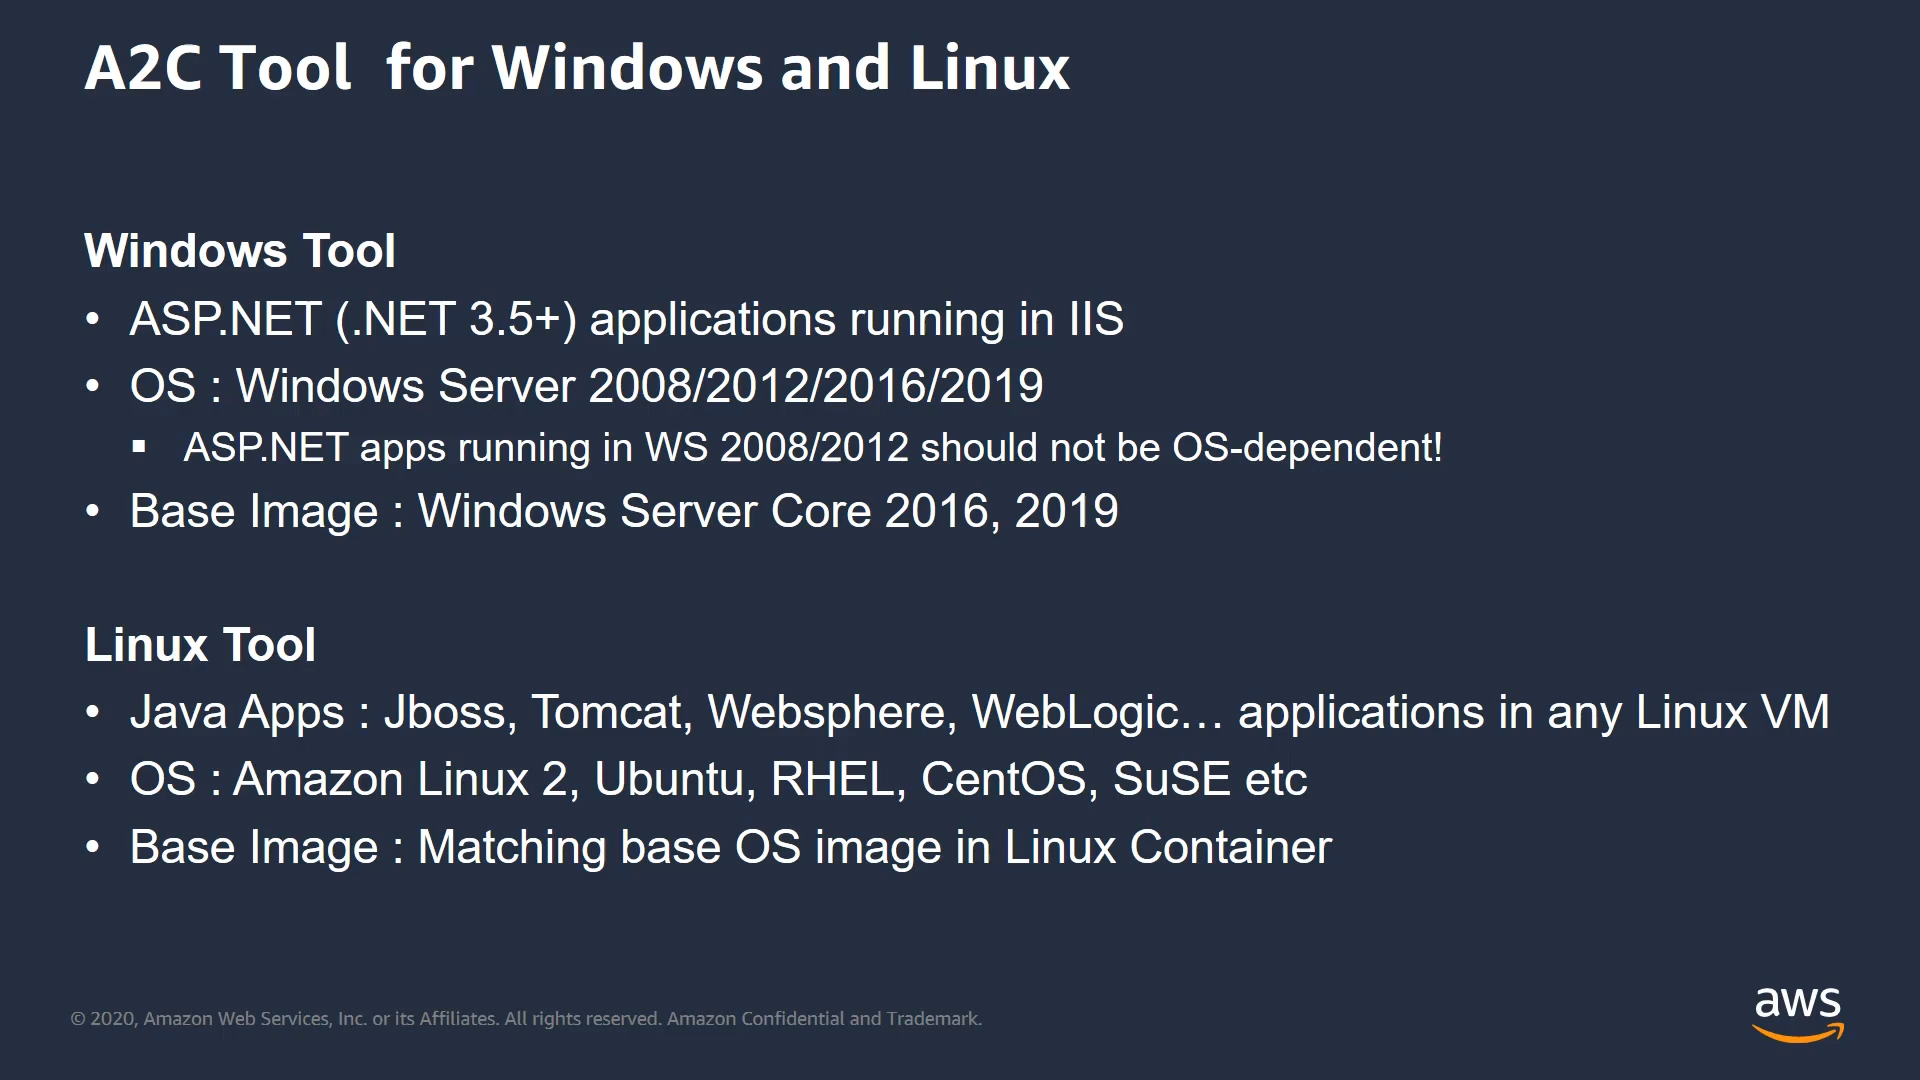 A2C Tool  for Windows and Linux
Windows Tool
• ASP.NET (.NET 3.5+) applications running in IIS
• OS : Windows Server 2008/2012/2016/2019
▪ ASP.NET apps running in WS 2008/2012 should not be OS-dependent!
• Base Image : Windows Server Core 2016, 2019
Linux Tool
• Java Apps : Jboss, Tomcat, Websphere, WebLogic… applications in any Linux VM
• OS : Amazon Linux 2, Ubuntu, RHEL, CentOS, SuSE etc
• Base Image : Matching base OS image in Linux Container
© 2020, Amazon Web Services, Inc. or its Affiliates. All rights reserved. Amazon Confidential and Trademark.
aws